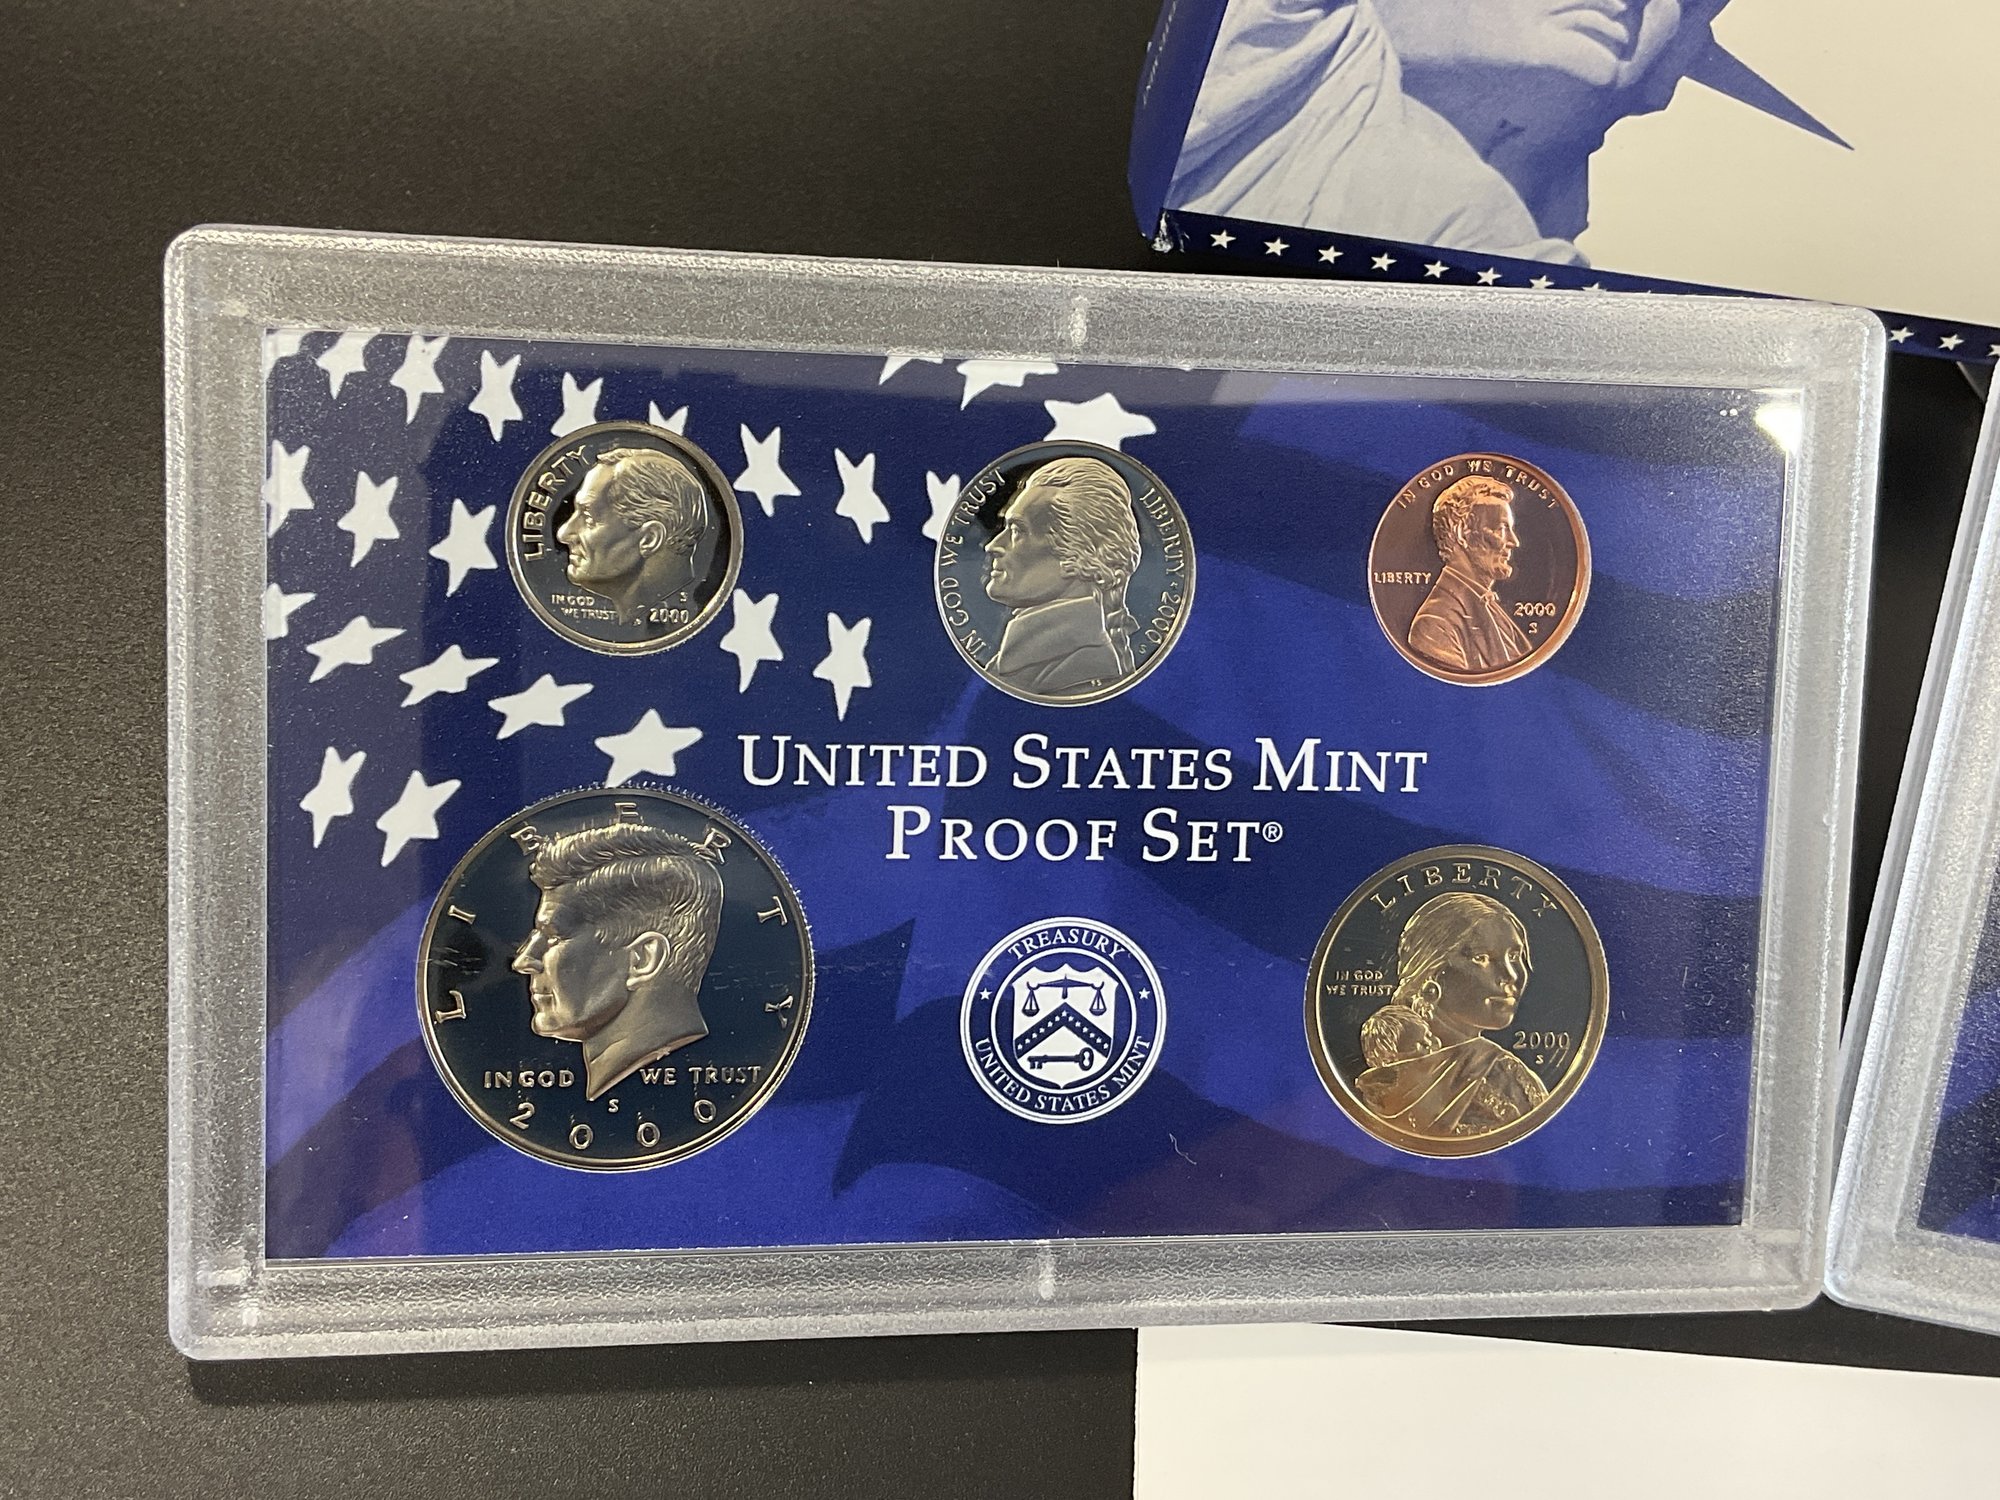 LIBERTY
IN GOD
WE TRUST
S
2000
IN GOD WE TRUST
LIBERTY
2000
S
FS
IN GOD WE TRUST
LIBERTY
2000
S
UNITED STATES MINT
PROOF SET®
LIBERTY
IN GOD WE TRUST
S
2000
TREASURY
UNITED STATES MINT
LIBERTY
IN GOD
WE TRUST
2000
S